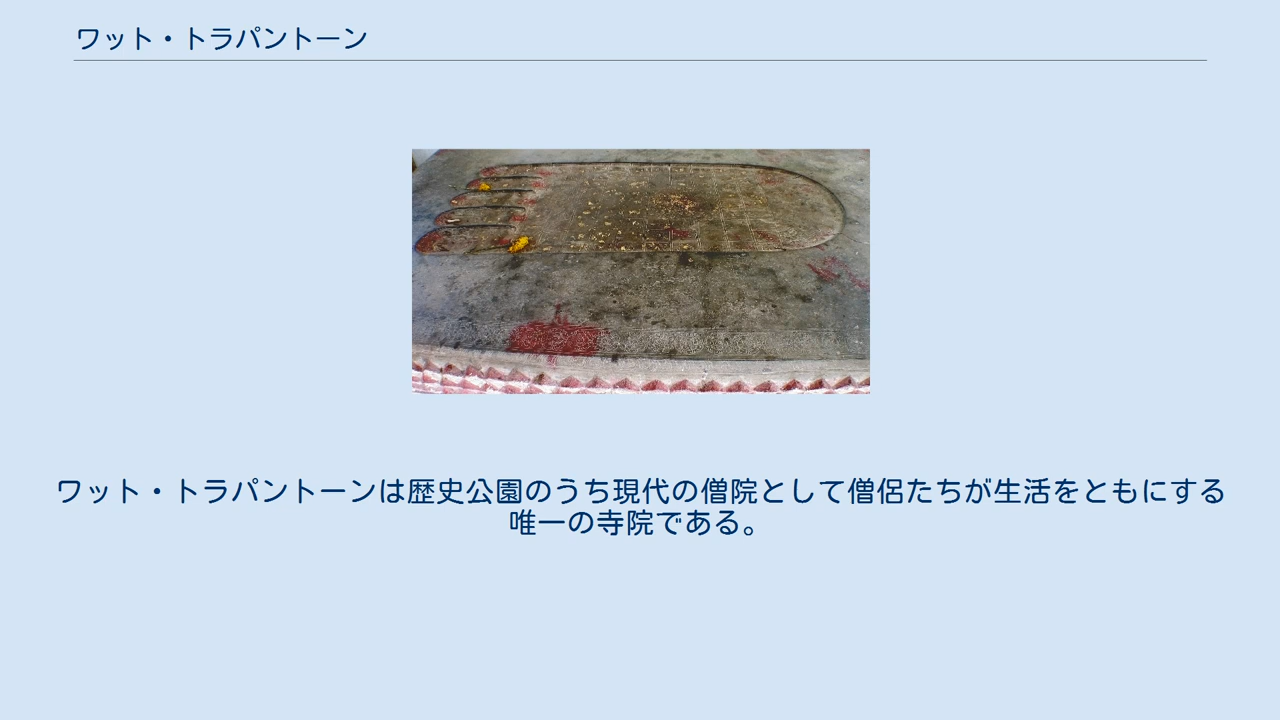 ワット・トラパントーン
ワット・トラパントーンは歴史公園のうち現代の僧院として僧侶たちが生活をともにする
唯一の寺院である。